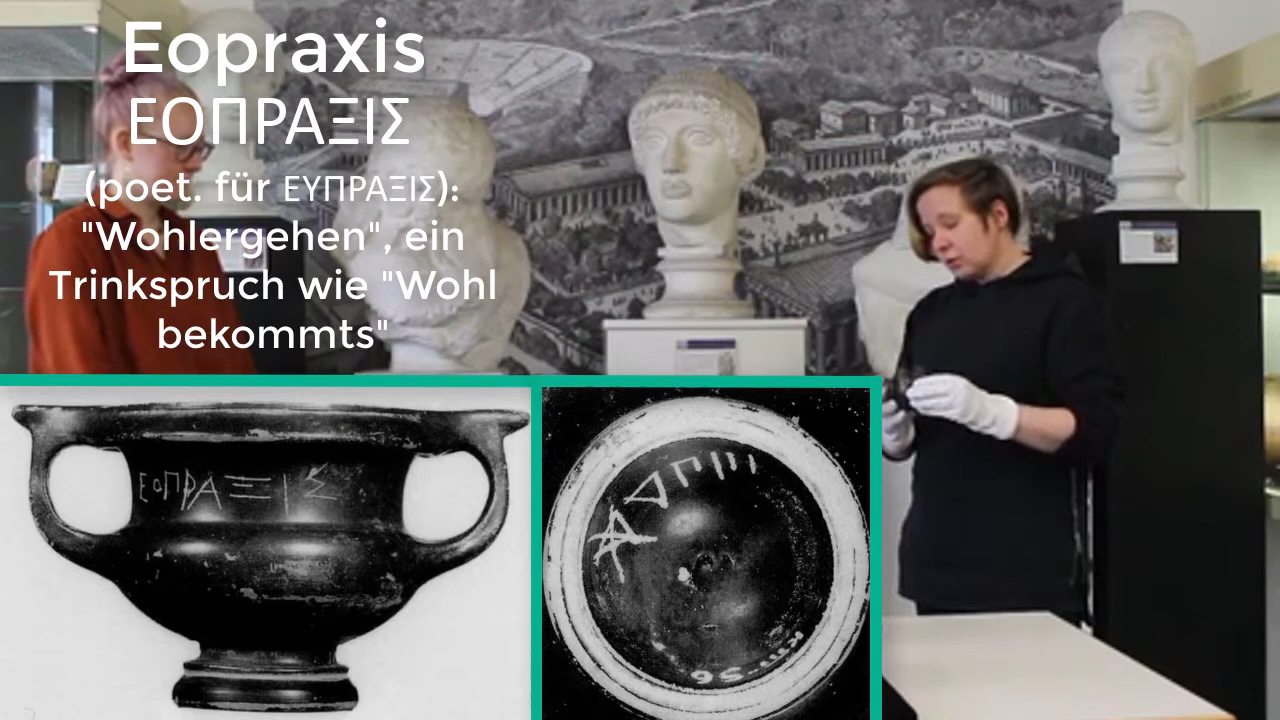 Eopraxis
ΕΟΠΡΑΞΙΣ
(poet. für ΕΥΠΡΑΞΙΣ):
"Wohlergehen", ein
Trinkspruch wie "Wohl
bekommts"
ΕΟΠΡΑΞΙΣ